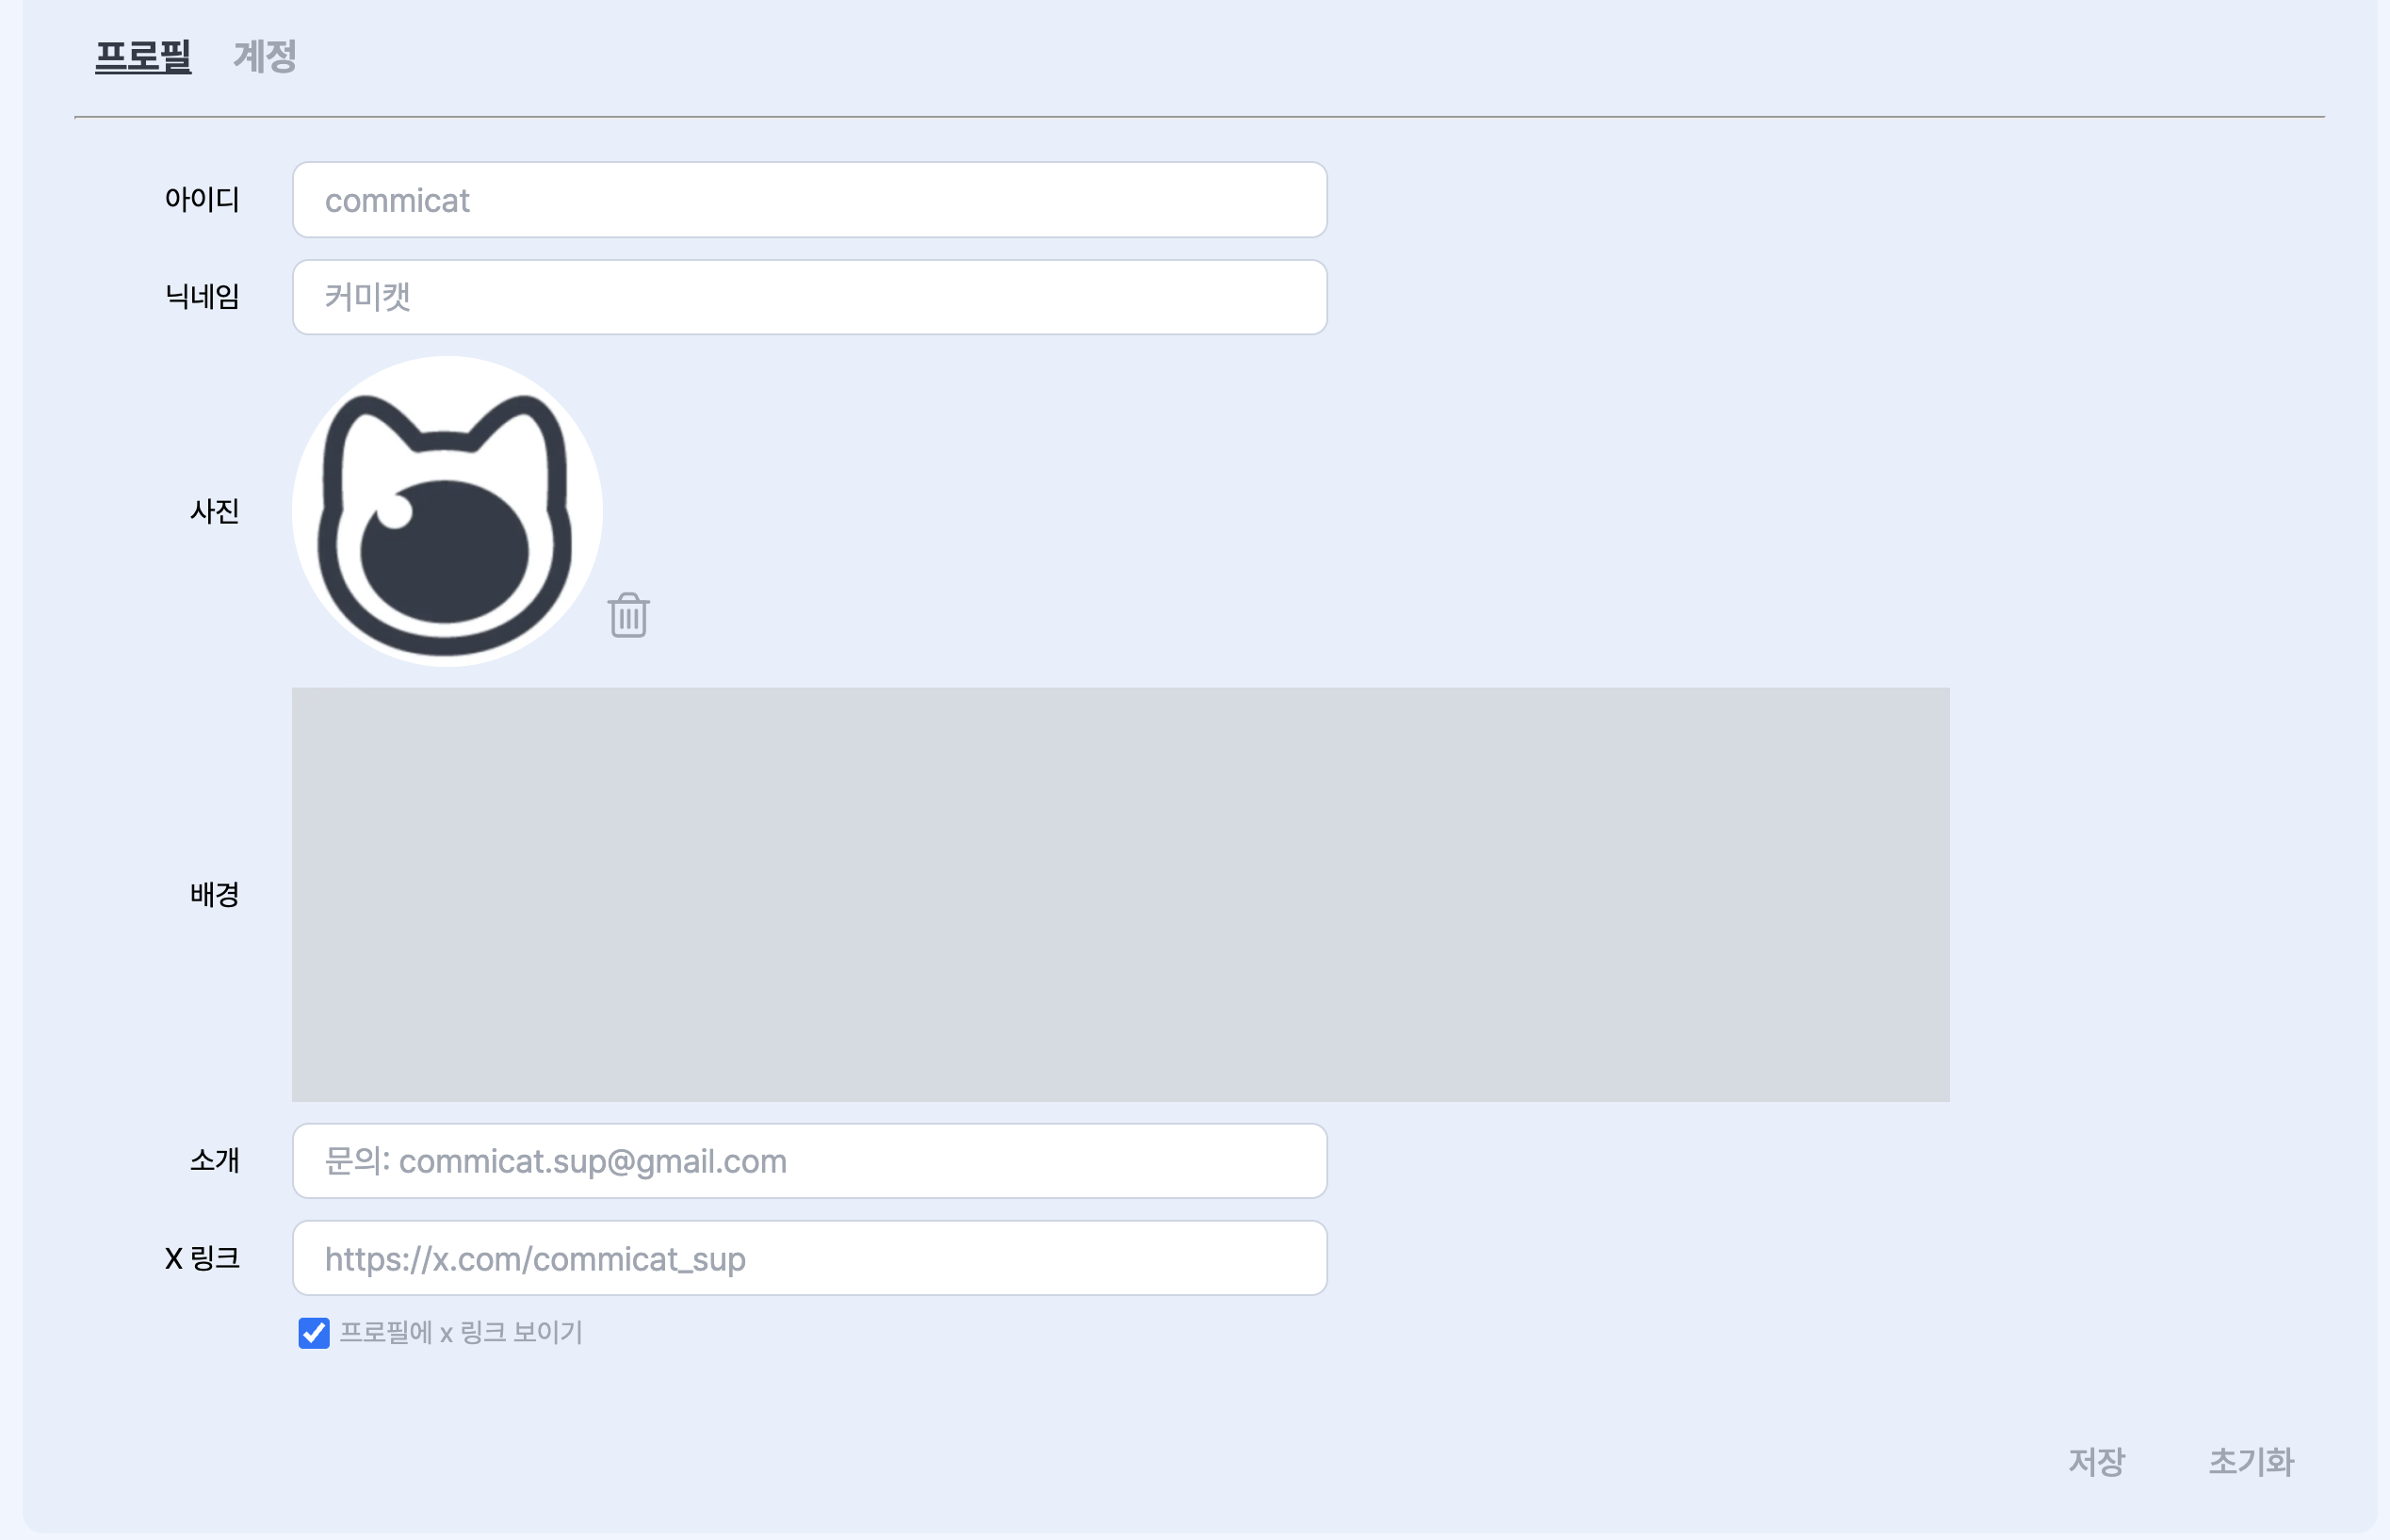 프로필 계정
아이디 commicat
닉네임 커미캣
사진
배경
소개 문의: commicat.sup@gmail.com
X 링크 https://x.com/commicat_sup
프로필에 x 링크 보이기
저장 초기화